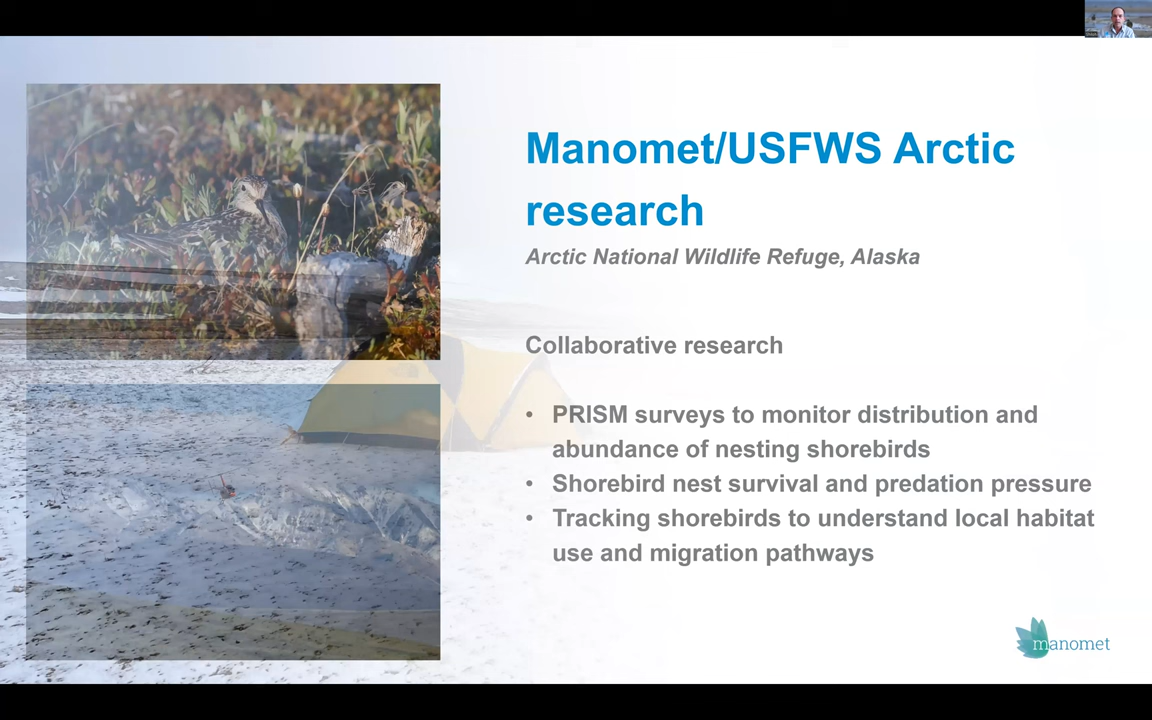 Manomet/USFWS Arctic
research
Arctic National Wildlife Refuge, Alaska
Collaborative research
• PRISM surveys to monitor distribution and
abundance of nesting shorebirds
• Shorebird nest survival and predation pressure
• Tracking shorebirds to understand local habitat
use and migration pathways
manomet